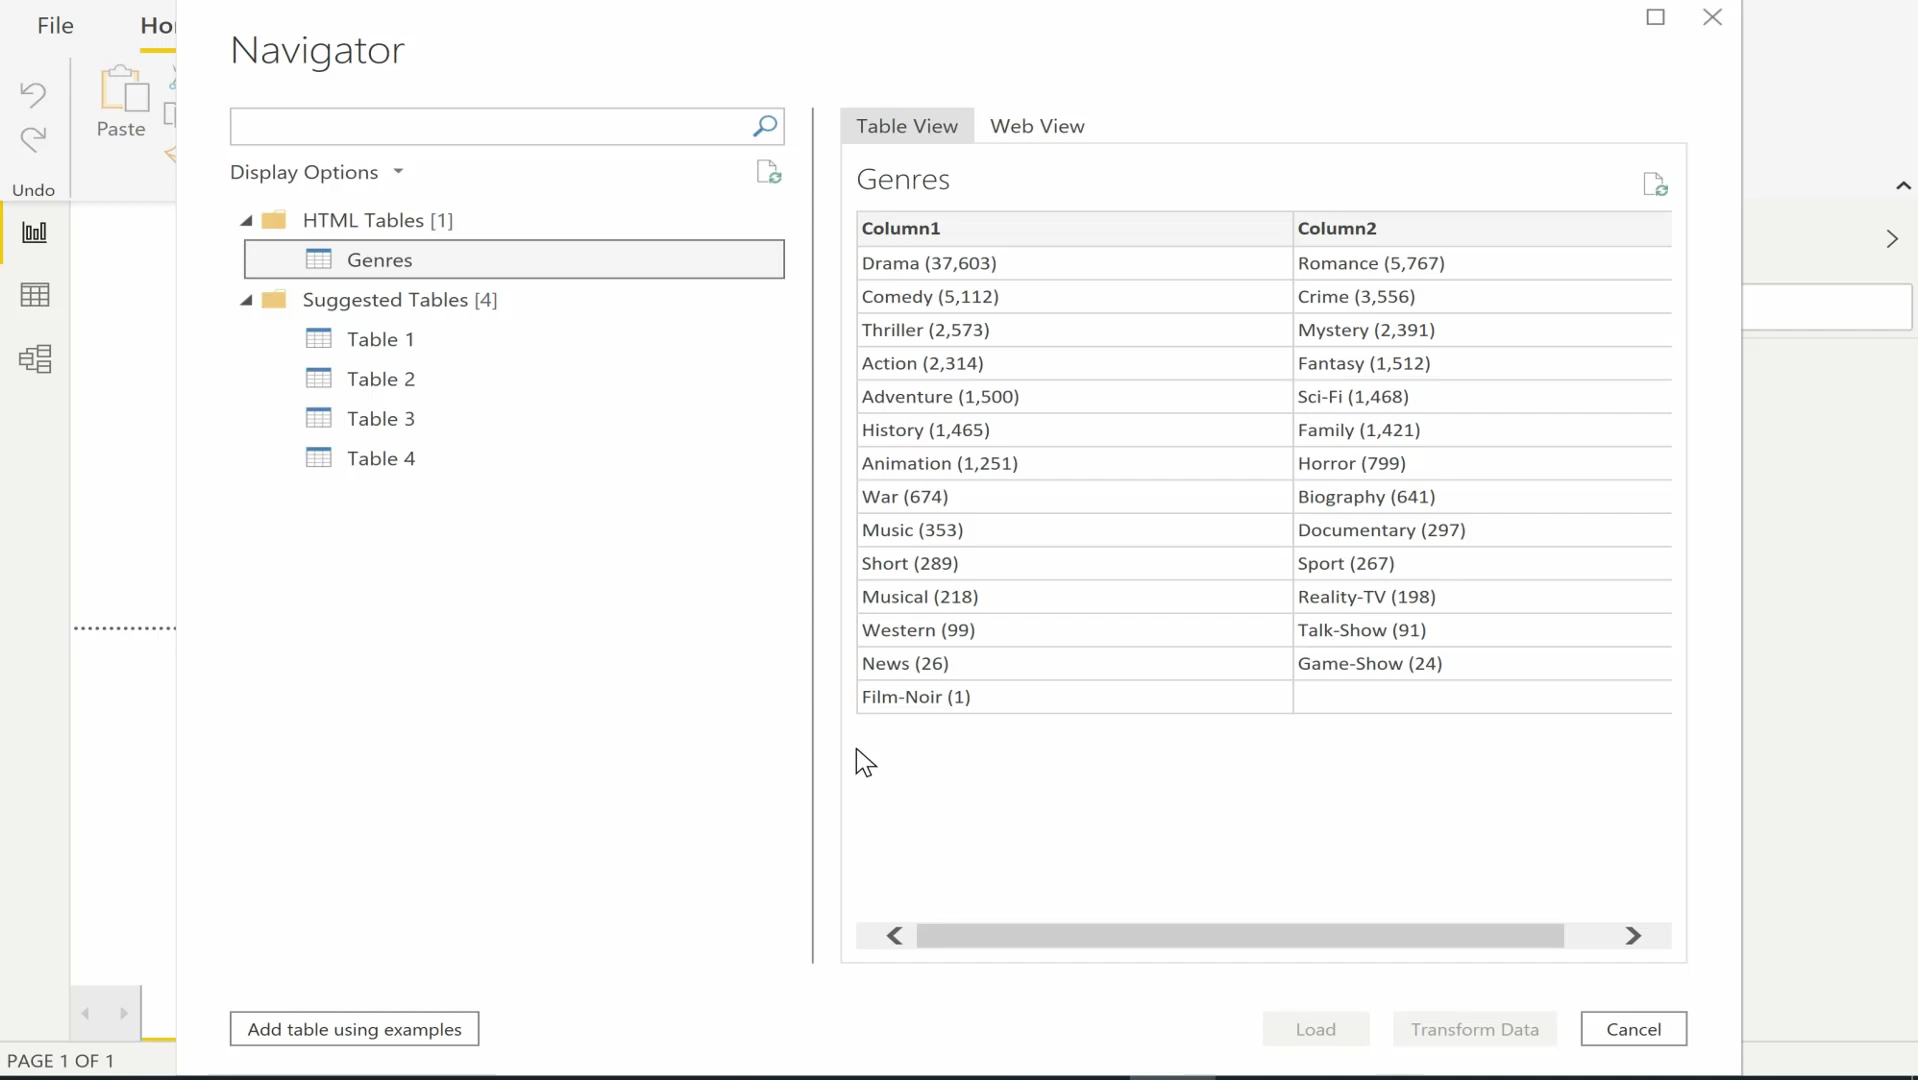 File
Ho
Paste
Undo
Navigator
Display Options
HTML Tables [1]
Genres
Suggested Tables [4]
Table 1
Table 2
Table 3
Table 4
Table View Web View
Genres
Column1 Column2
Drama (37,603) Romance (5,767)
Comedy (5,112) Crime (3,556)
Thriller (2,573) Mystery (2,391)
Action (2,314) Fantasy (1,512)
Adventure (1,500) Sci-Fi (1,468)
History (1,465) Family (1,421)
Animation (1,251) Horror (799)
War (674) Biography (641)
Music (353) Documentary (297)
Short (289) Sport (267)
Musical (218) Reality-TV (198)
Western (99) Talk-Show (91)
News (26) Game-Show (24)
Film-Noir (1)
Add table using examples
Load Transform Data Cancel
PAGE 1 OF 1